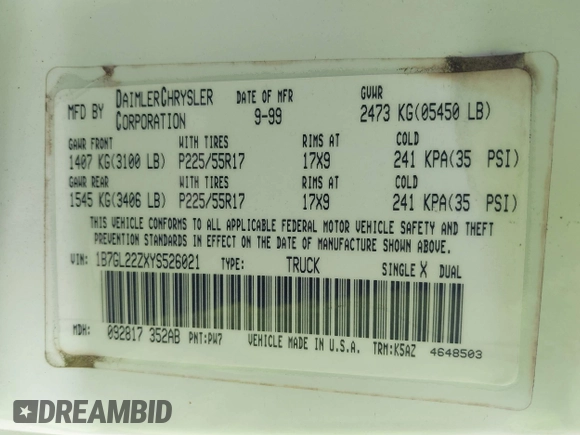 MFD BY DAIMLERCHRYSLER CORPORATION DATE OF MFR 9-99 GVWR 2473 KG(05450 LB)
GAWR FRONT WITH TIRES RIMS AT COLD
1407 KG(3100 LB) P225/55R17 17X9 241 KPA(35 PSI)
GAWR REAR WITH TIRES RIMS AT COLD
1545 KG(3406 LB) P225/55R17 17X9 241 KPA(35 PSI)
THIS VEHICLE CONFORMS TO ALL APPLICABLE FEDERAL MOTOR VEHICLE SAFETY AND THEFT
PREVENTION STANDARDS IN EFFECT ON THE DATE OF MANUFACTURE SHOWN ABOVE.
VIN: 1B7GL22ZXYS526021 TYPE: TRUCK SINGLE X DUAL
MDH: 092817 352AB PNT:PW7 VEHICLE MADE IN U.S.A. TRM:K5AZ 4648503
DREAMBID